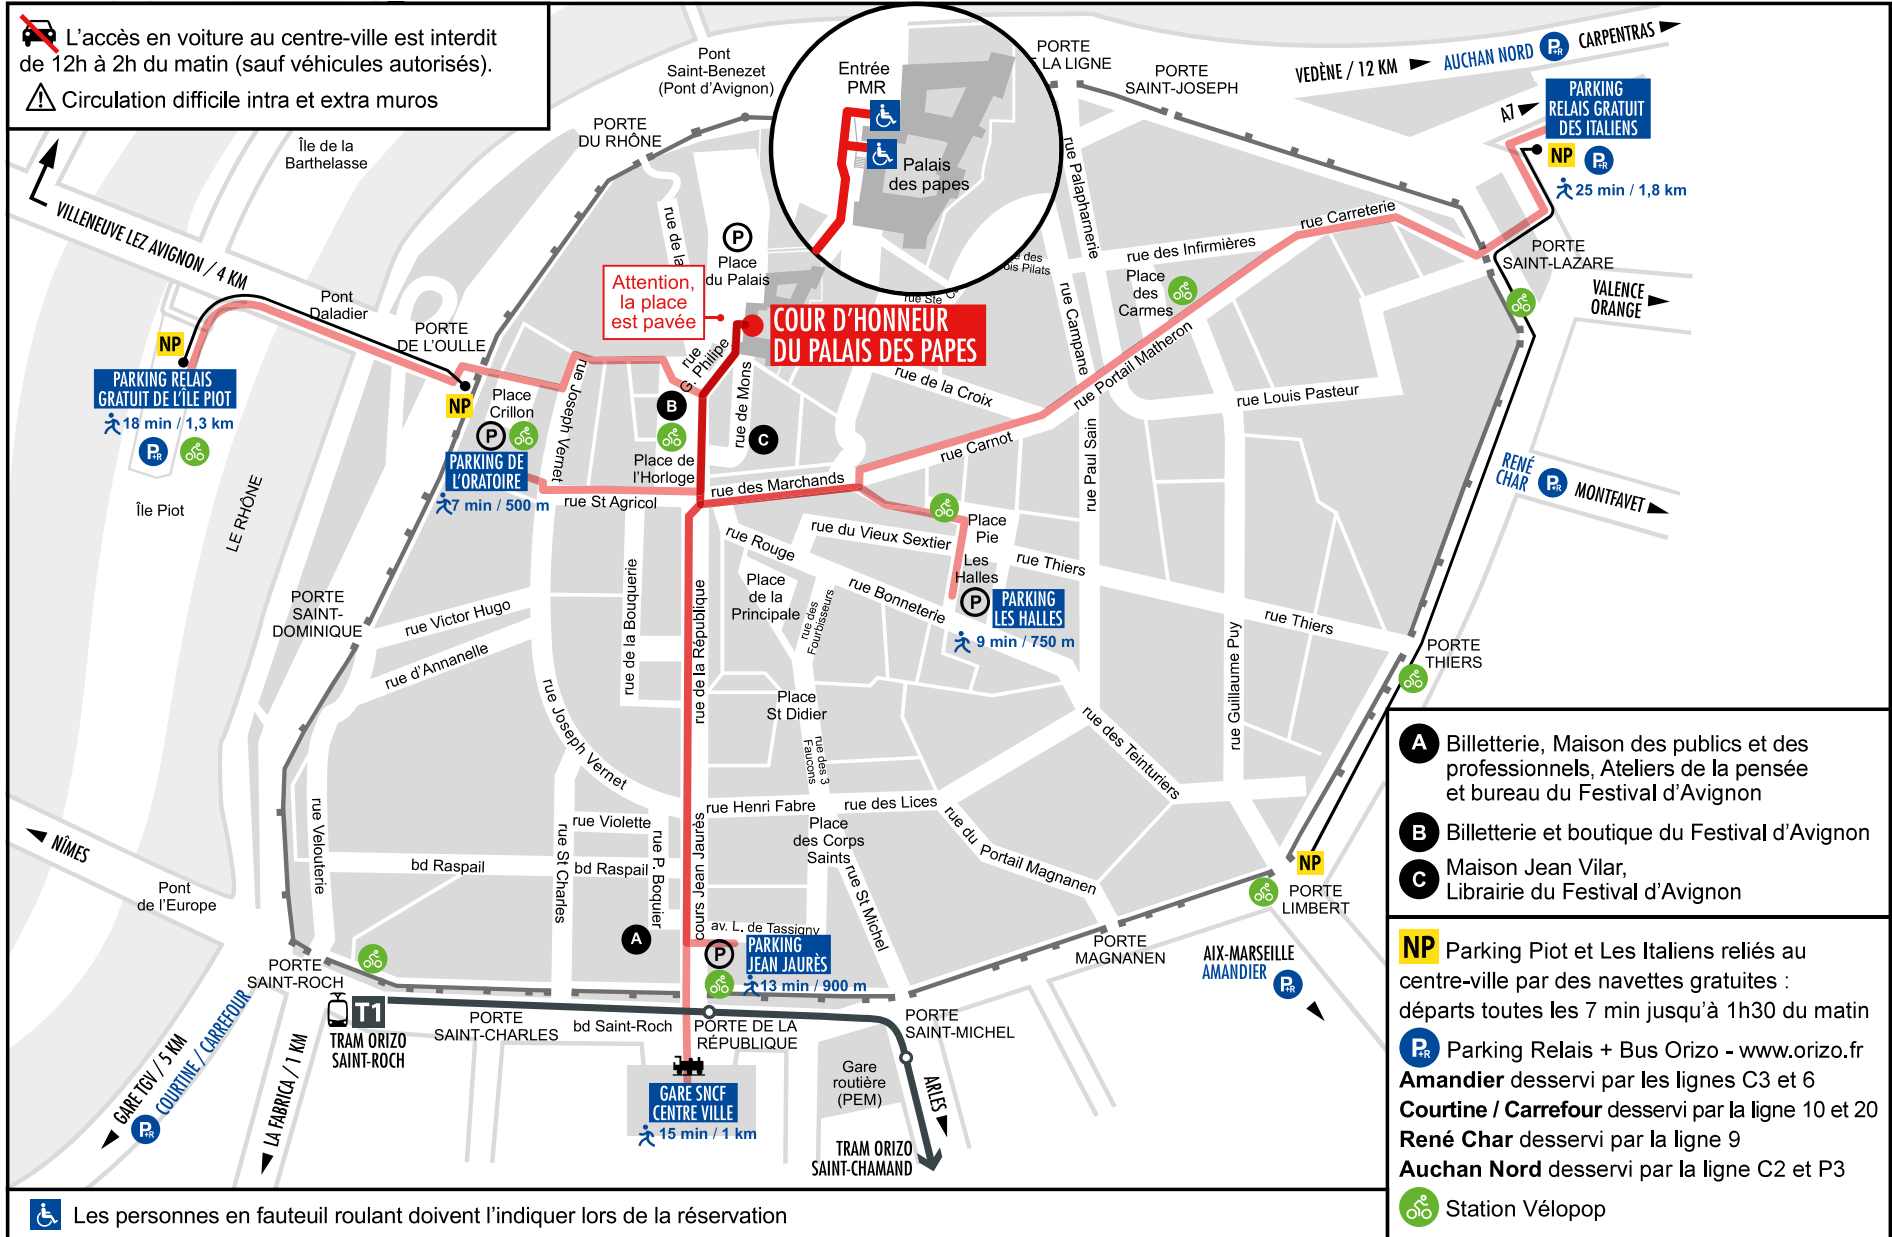 L'accès en voiture au centre-ville est interdit
de 12h à 2h du matin (sauf véhicules autorisés).
Circulation difficile intra et extra muros
Pont
Saint-Benezet
(Pont d'Avignon)
Entrée
PMR
Palais
des papes
PORTE
LA LIGNE
PORTE
SAINT-JOSEPH
VEDÈNE / 12 KM
AUCHAN NORD
P+R
CARPENTRAS
A7
PARKING
RELAIS GRATUIT
DES ITALIENS
NP
P+R
25 min / 1,8 km
Île de la
Barthelasse
PORTE
DU RHÔNE
VILLENEUVE LEZ AVIGNON / 4 KM
Pont
Daladier
PORTE
DE L'OULLE
NP
PARKING RELAIS
GRATUIT DE L'ÎLE PIOT
18 min / 1,3 km
P+R
Île Piot
LE RHÔNE
NP
Place
Crillon
P
PARKING DE
L'ORATOIRE
7 min / 500 m
rue Joseph Vernet
rue St Agricol
rue de la
P
Place
du Palais
Attention,
la place
est pavée
COUR D'HONNEUR
DU PALAIS DES PAPES
rue
G. Philipe
rue de Mons
B
Place de
l'Horloge
C
rue des Marchands
rue Carnot
rue de la Croix
rue Ste
des
ois Pilats
rue Palapharnerie
rue Campane
rue des Infirmières
Place
des
Carmes
rue Carreterie
rue Portail Matheron
rue Louis Pasteur
rue Paul Sain
PORTE
SAINT-LAZARE
VALENCE
ORANGE
RENÉ
CHAR
P+R
MONTFAVET
rue Rouge
rue du Vieux Sextier
Place
Pie
Les
Halles
P
PARKING
LES HALLES
9 min / 750 m
rue Thiers
rue Thiers
PORTE
THIERS
rue Bonneterie
Place
de la
Principale
rue des
Fourbisseurs
rue de la République
rue de la Bouquerie
PORTE
SAINT-
DOMINIQUE
rue Victor Hugo
rue d'Annanelle
rue Joseph Vernet
Place
St Didier
rue des 3
Faucons
rue Guillaume Puy
rue des Teinturiers
rue Henri Fabre
rue des Lices
Place
des Corps
Saints
rue du Portail Magnanen
rue St Michel
rue Violette
bd Raspail
bd Raspail
rue St Charles
rue P. Boquier
cours Jean Jaurès
rue Velouterie
A
av. L. de Tassigny
P
PARKING
JEAN JAURÈS
13 min / 900 m
NÎMES
Pont
de l'Europe
PORTE
SAINT-ROCH
T1
TRAM ORIZO
SAINT-ROCH
PORTE
SAINT-CHARLES
bd Saint-Roch
PORTE DE LA
RÉPUBLIQUE
PORTE
SAINT-MICHEL
PORTE
MAGNANEN
NP
PORTE
LIMBERT
AIX-MARSEILLE
AMANDIER
P+R
GARE TGV / 5 KM
COURTINE / CARREFOUR
P+R
LA FABRICA / 1 KM
GARE SNCF
CENTRE VILLE
15 min / 1 km
Gare
routière
(PEM)
ARLES
TRAM ORIZO
SAINT-CHAMAND
A Billetterie, Maison des publics et des
professionnels, Ateliers de la pensée
et bureau du Festival d'Avignon
B Billetterie et boutique du Festival d'Avignon
C Maison Jean Vilar,
Librairie du Festival d'Avignon
NP Parking Piot et Les Italiens reliés au
centre-ville par des navettes gratuites :
départs toutes les 7 min jusqu'à 1h30 du matin
P+R Parking Relais + Bus Orizo - www.orizo.fr
Amandier desservi par les lignes C3 et 6
Courtine / Carrefour desservi par la ligne 10 et 20
René Char desservi par la ligne 9
Auchan Nord desservi par la ligne C2 et P3
Station Vélopop
Les personnes en fauteuil roulant doivent l'indiquer lors de la réservation